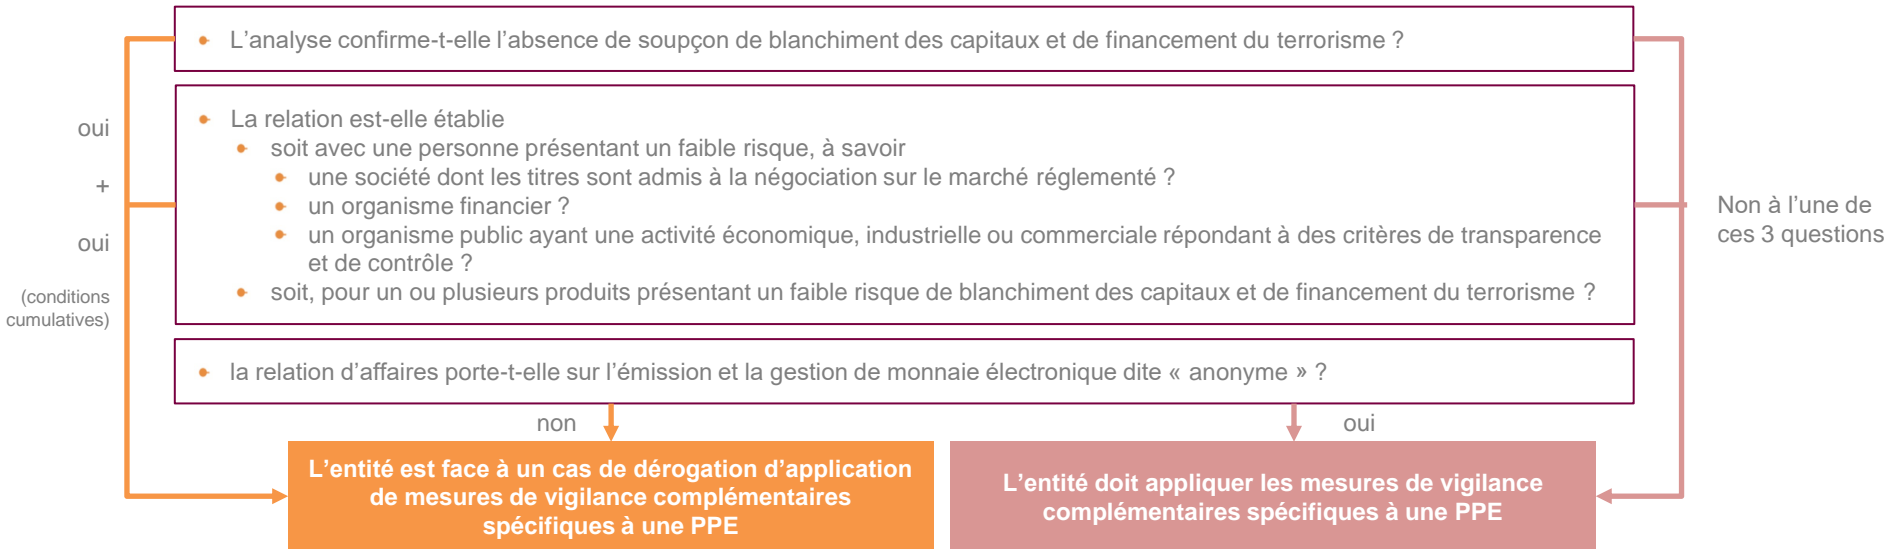 L'analyse confirme-t-elle l'absence de soupçon de blanchiment des capitaux et de financement du terrorisme ?
oui
+
oui
(conditions
cumulatives)
La relation est-elle établie
soit avec une personne présentant un faible risque, à savoir
une société dont les titres sont admis à la négociation sur le marché réglementé ?
un organisme financier ?
un organisme public ayant une activité économique, industrielle ou commerciale répondant à des critères de transparence
et de contrôle ?
soit, pour un ou plusieurs produits présentant un faible risque de blanchiment des capitaux et de financement du terrorisme ?
Non à l'une de
ces 3 questions
la relation d'affaires porte-t-elle sur l'émission et la gestion de monnaie électronique dite « anonyme » ?
non
oui
L'entité est face à un cas de dérogation d'application
de mesures de vigilance complémentaires
spécifiques à une PPE
L'entité doit appliquer les mesures de vigilance
complémentaires spécifiques à une PPE